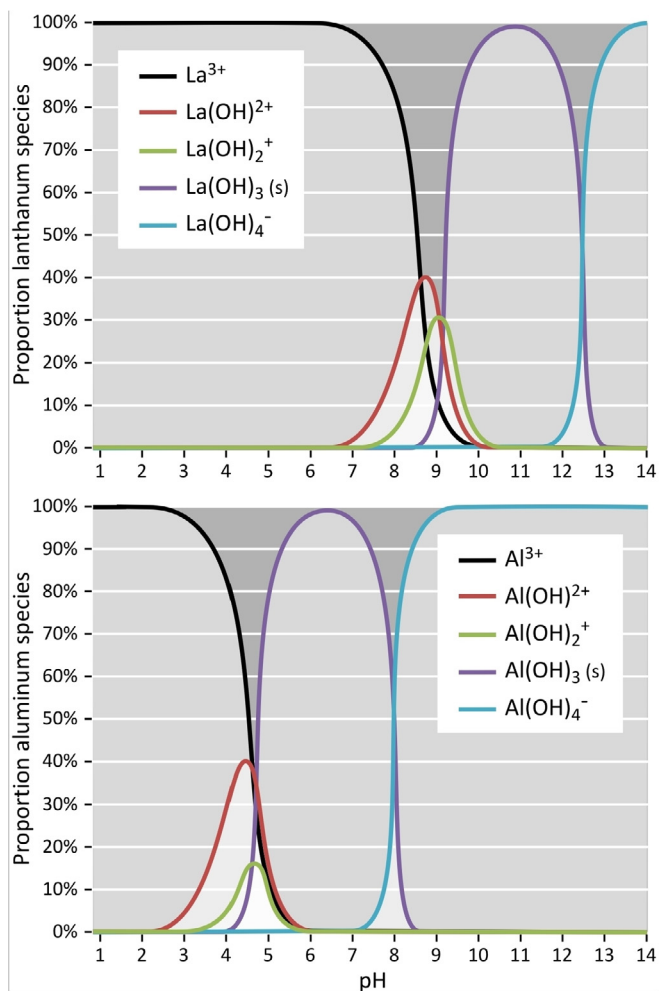 Proportion lanthanum species
100%
90%
80%
70%
60%
50%
40%
30%
20%
10%
0%
La³⁺
La(OH)²⁺
La(OH)₂⁺
La(OH)₃ (s)
La(OH)₄⁻
1 2 3 4 5 6 7 8 9 10 11 12 13 14
Proportion aluminum species
100%
90%
80%
70%
60%
50%
40%
30%
20%
10%
0%
Al³⁺
Al(OH)²⁺
Al(OH)₂⁺
Al(OH)₃ (s)
Al(OH)₄⁻
1 2 3 4 5 6 7 8 9 10 11 12 13 14
pH